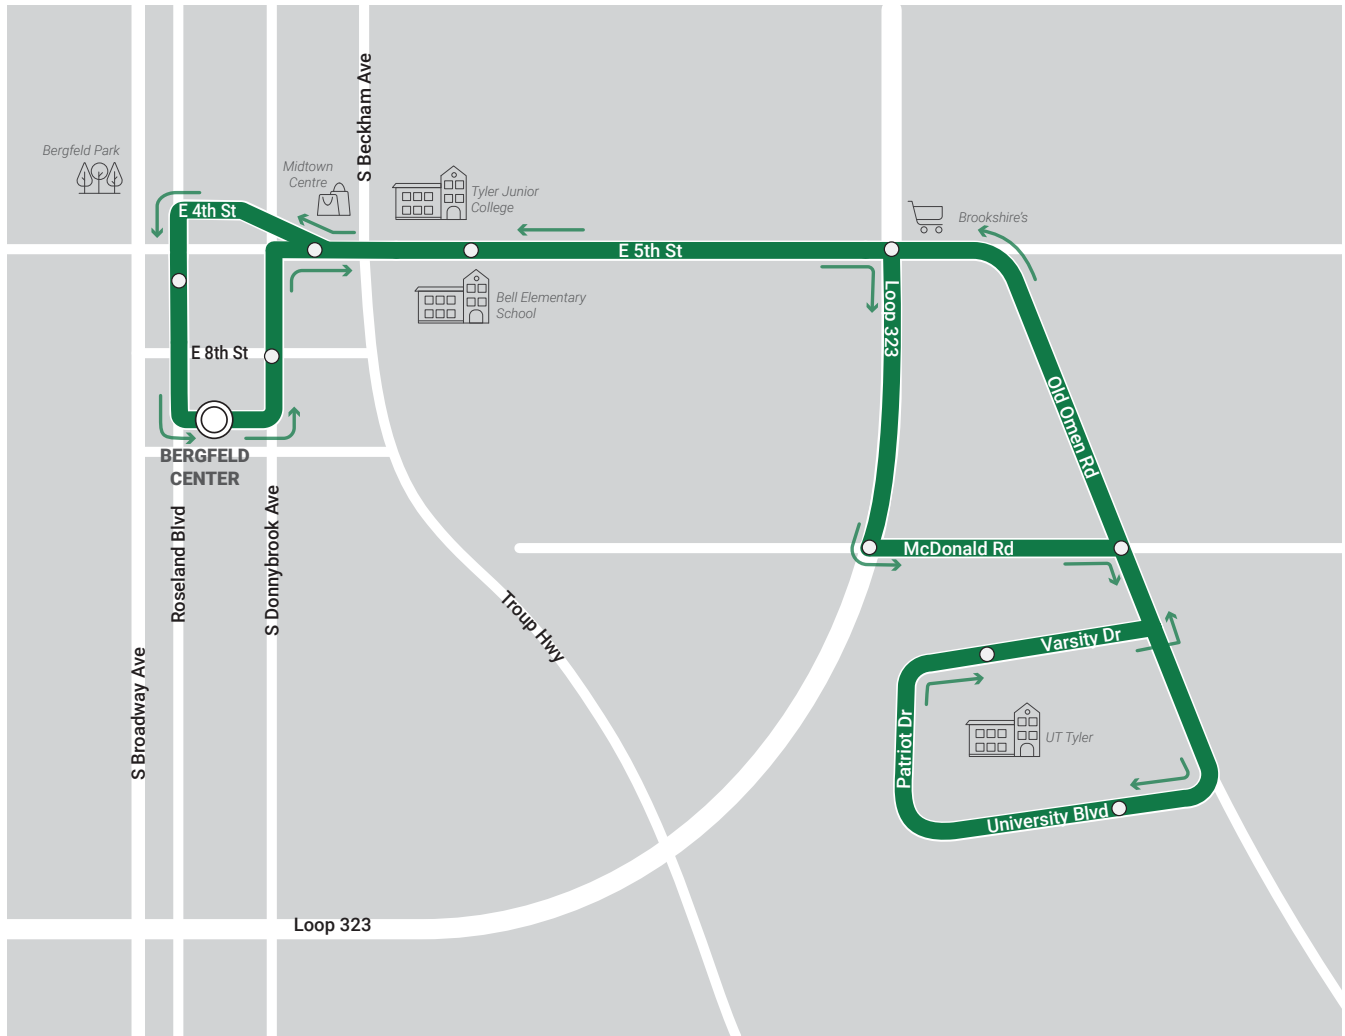 S Beckham Ave
Bergfeld Park
Midtown
Centre
Tyler Junior
College
E 4th St
Brookshire's
E 5th St
Bell Elementary
School
Loop 323
E 8th St
Old Omen Rd
BERGFELD
CENTER
Roseland Blvd
S Donnybrook Ave
McDonald Rd
Troup Hwy
Varsity Dr
S Broadway Ave
Patriot Dr
UT Tyler
University Blvd
Loop 323